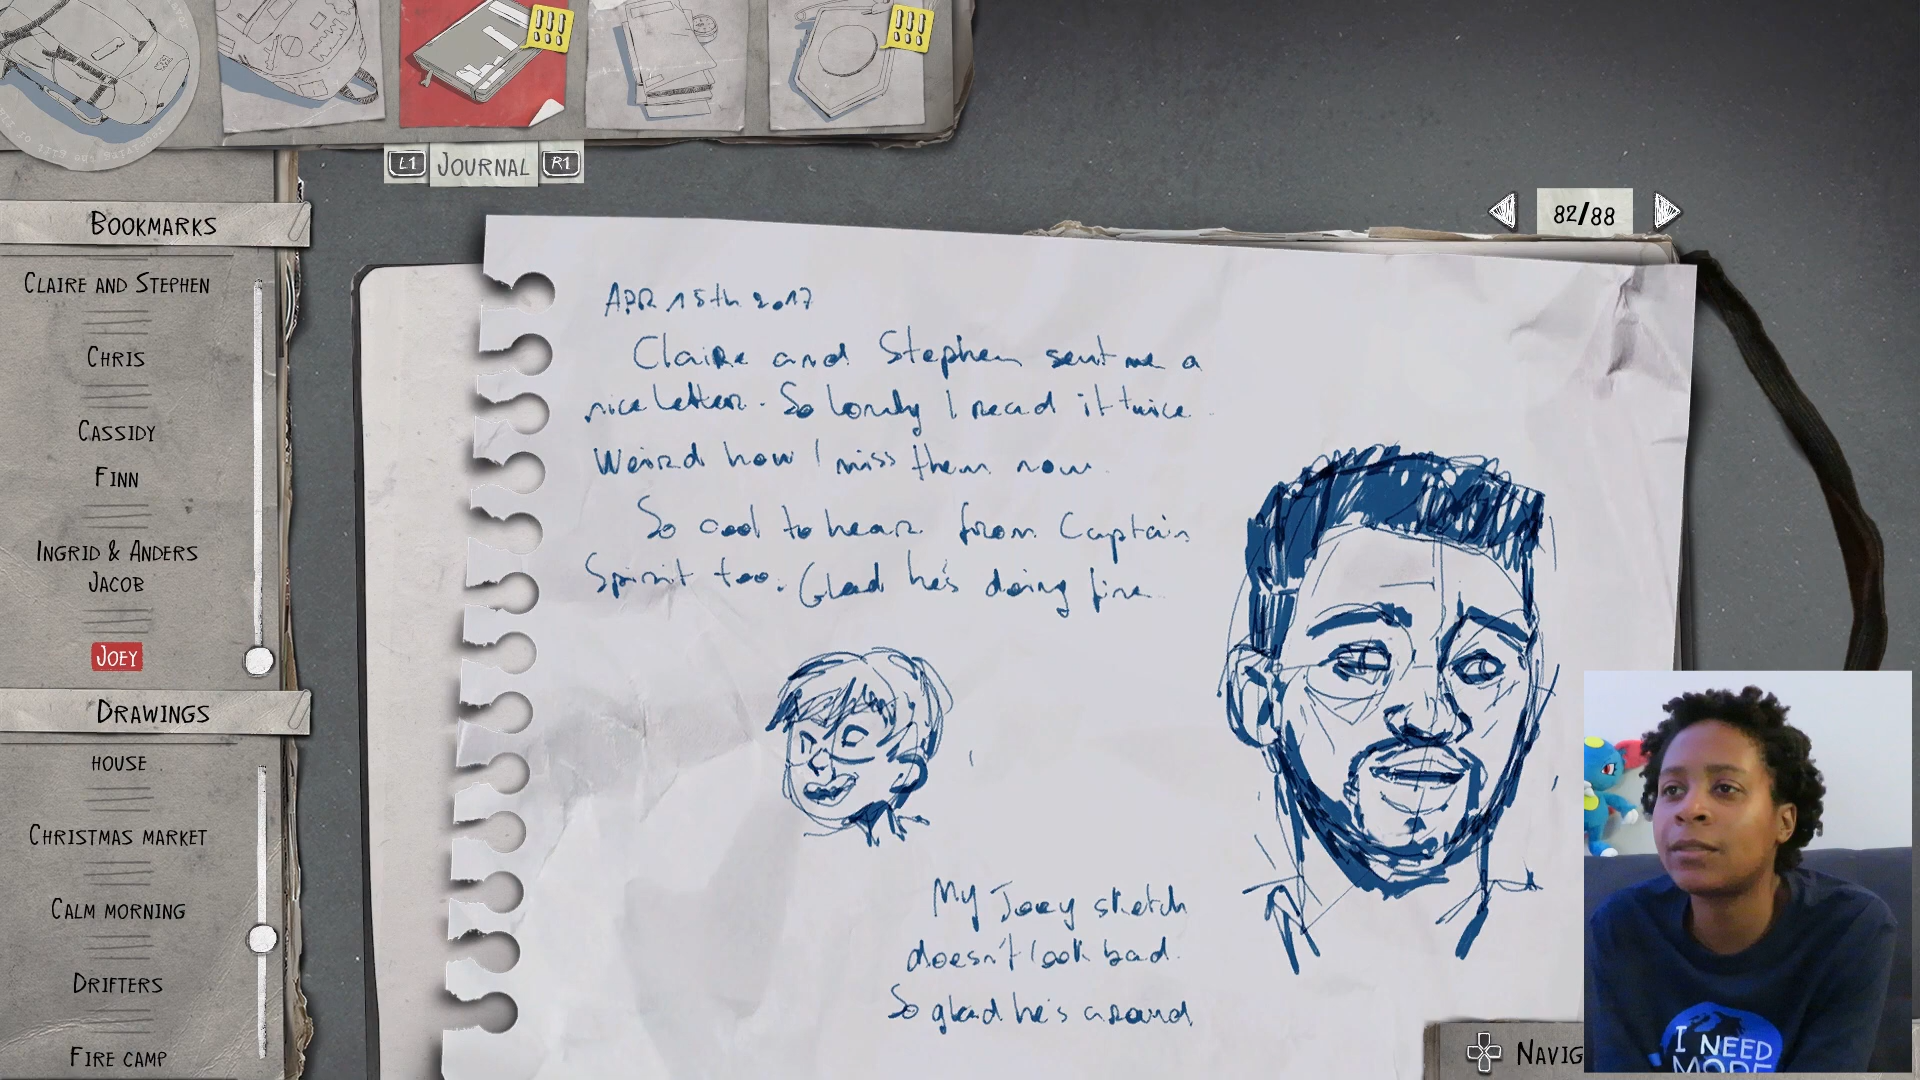 L1 JOURNAL R1
82/88
BOOKMARKS
CLAIRE AND STEPHEN
CHRIS
CASSIDY
FINN
INGRID & ANDERS
JACOB
JOEY
DRAWINGS
HOUSE
CHRISTMAS MARKET
CALM MORNING
DRIFTERS
FIRE CAMP
APR 15th 2017
Claire and Stephen sent me a
nice letter. So lonely I read it twice
Weird how I miss them now.
So cool to hear from Captain
Spirit too. Glad he's doing fine
My Joey sketch
doesn't look bad.
So glad he's around
NAVIG
I NEED
MORE